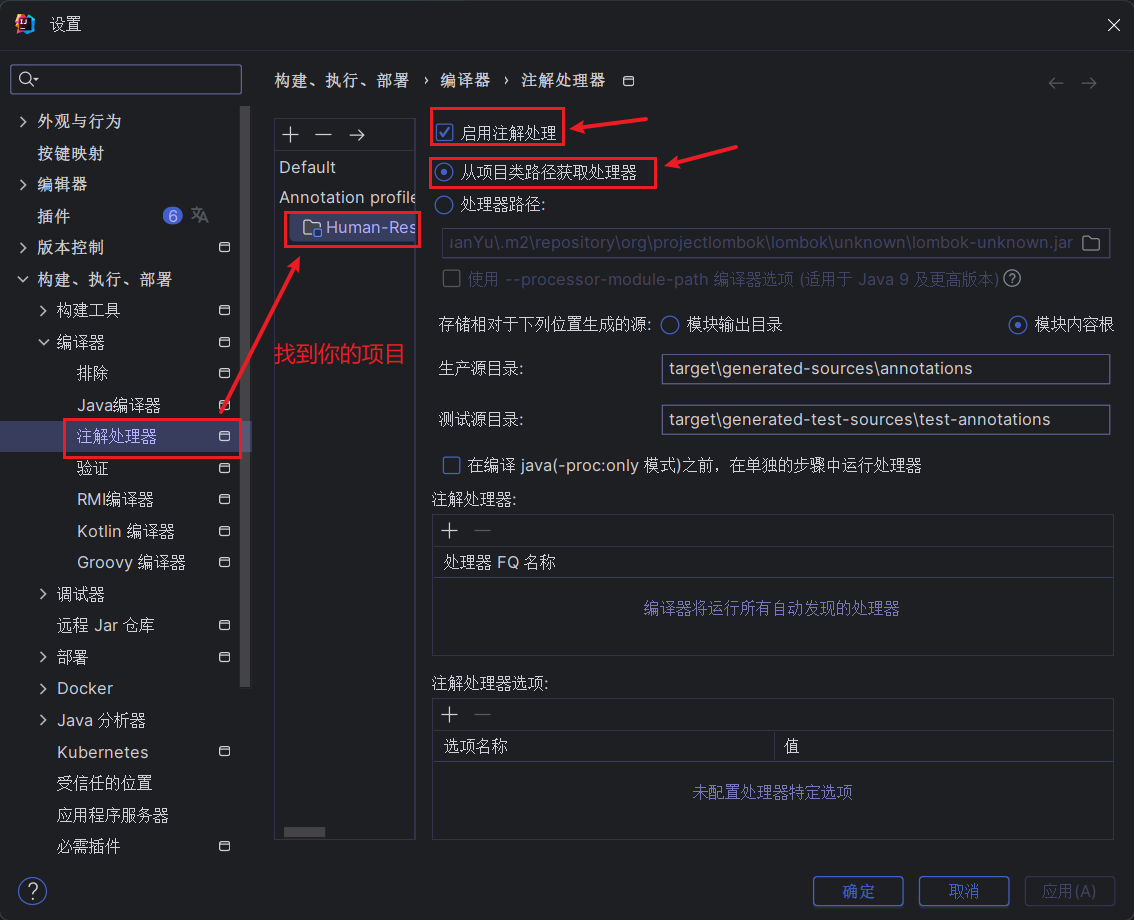 设置
外观与行为
按键映射
编辑器
插件
6
版本控制
构建、执行、部署
构建工具
编译器
排除
Java编译器
注解处理器
验证
RMI编译器
Kotlin 编译器
Groovy 编译器
调试器
远程 Jar 仓库
部署
Docker
Java 分析器
Kubernetes
受信任的位置
应用程序服务器
必需插件
构建、执行、部署 › 编译器 › 注解处理器
Default
Annotation profile
Human-Res
找到你的项目
启用注解处理
从项目类路径获取处理器
处理器路径:
ıanYu\.m2\repository\org\projectlombok\lombok\unknown\lombok-unknown.jar
使用 --processor-module-path 编译器选项 (适用于 Java 9 及更高版本)
存储相对于下列位置生成的源: 模块输出目录 模块内容根
生产源目录: target\generated-sources\annotations
测试源目录: target\generated-test-sources\test-annotations
在编译 java(-proc:only 模式)之前，在单独的步骤中运行处理器
注解处理器:
处理器 FQ 名称
编译器将运行所有自动发现的处理器
注解处理器选项:
选项名称 值
未配置处理器特定选项
?
确定 取消 应用(A)